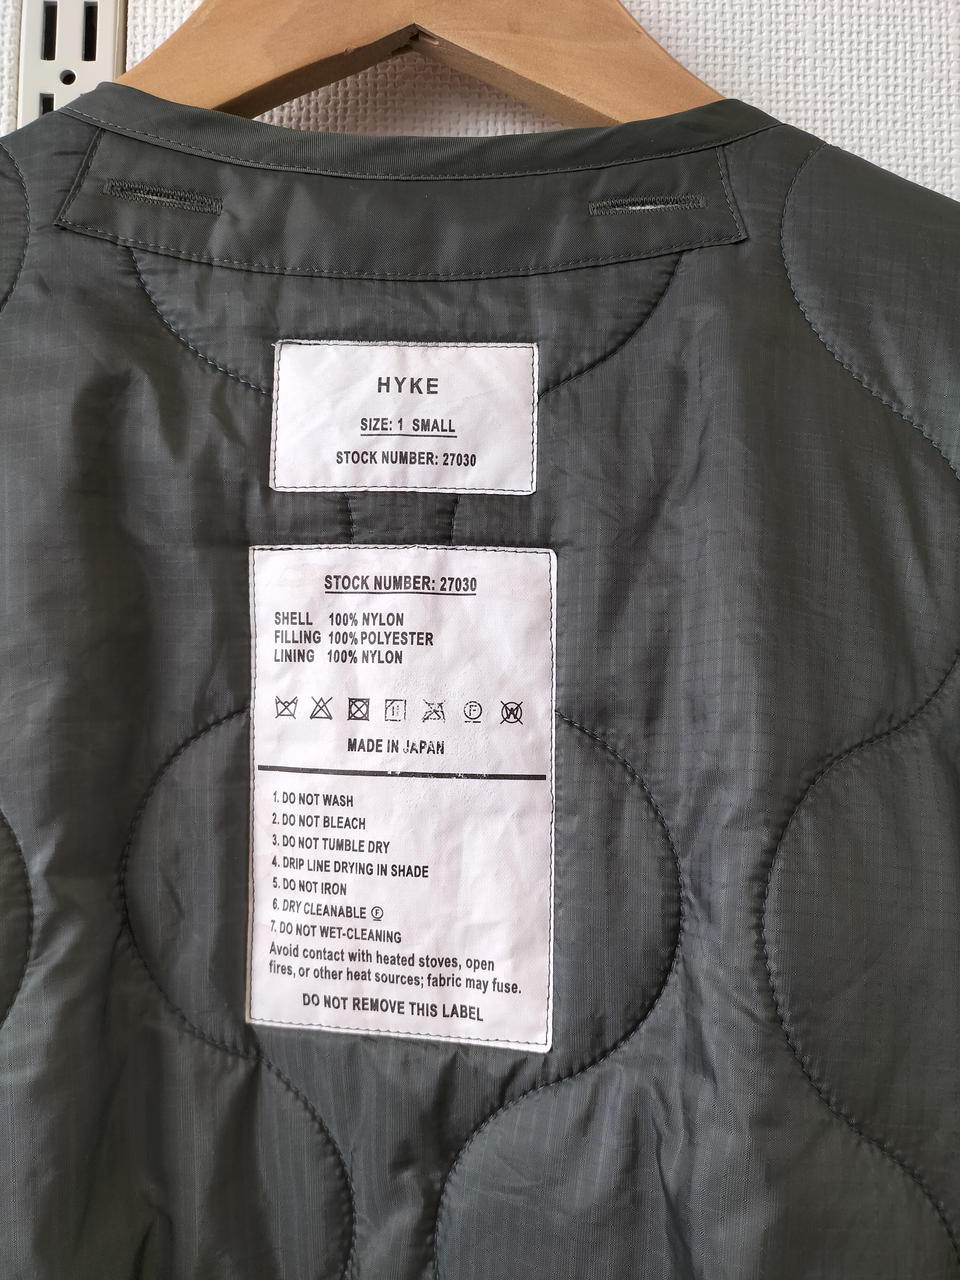 HYKE
SIZE: 1 SMALL
STOCK NUMBER: 27030
STOCK NUMBER: 27030
SHELL 100% NYLON
FILLING 100% POLYESTER
LINING 100% NYLON
F W
MADE IN JAPAN
1. DO NOT WASH
2. DO NOT BLEACH
3. DO NOT TUMBLE DRY
4. DRIP LINE DRYING IN SHADE
5. DO NOT IRON
6. DRY CLEANABLE Ⓕ
7. DO NOT WET-CLEANING
Avoid contact with heated stoves, open
fires, or other heat sources; fabric may fuse.
DO NOT REMOVE THIS LABEL